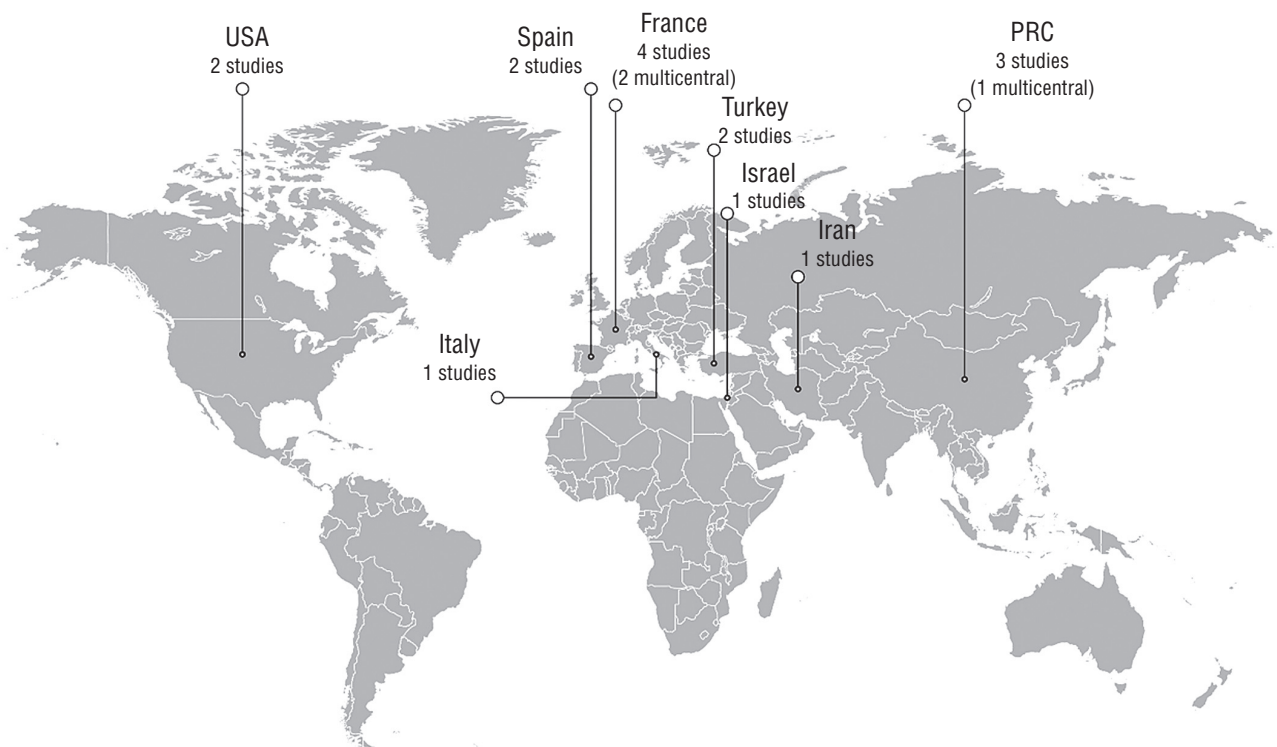 USA
2 studies
Spain
2 studies
France
4 studies
(2 multicentral)
PRC
3 studies
(1 multicentral)
Turkey
2 studies
Israel
1 studies
Iran
1 studies
Italy
1 studies